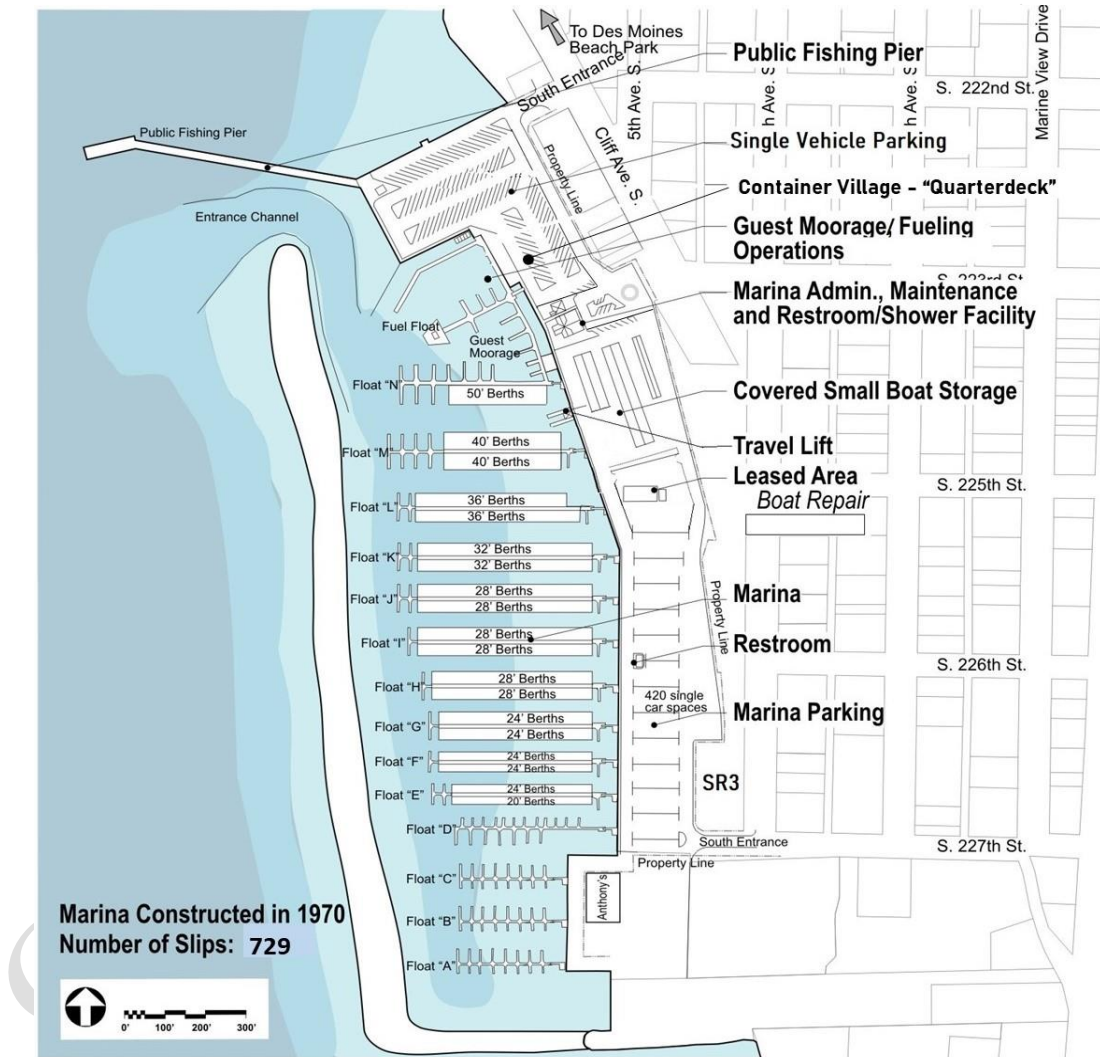 To Des Moines
Beach Park
South Entrance
5th Ave. S.
h Ave. S
h Ave. S
Marine View Drive
S. 222nd St.
Public Fishing Pier
Public Fishing Pier
Cliff Ave. S.
Property Line
Single Vehicle Parking
Container Village - “Quarterdeck”
Entrance Channel
Guest Moorage/ Fueling
Operations
S. 223rd St.
Marina Admin., Maintenance
and Restroom/Shower Facility
Fuel Float
Guest
Moorage
Float “N”
50’ Berths
Covered Small Boat Storage
Travel Lift
Float “M”
40’ Berths
40’ Berths
Leased Area
Boat Repair
S. 225th St.
Float “L”
36’ Berths
36’ Berths
Float “K”
32’ Berths
32’ Berths
Float “J”
28’ Berths
28’ Berths
Marina
Property Line
Float “I”
28’ Berths
28’ Berths
Restroom
S. 226th St.
Float “H”
28’ Berths
28’ Berths
420 single
car spaces
Marina Parking
Float “G”
24’ Berths
24’ Berths
Float “F”
24’ Berths
24’ Berths
SR3
Float “E”
24’ Berths
20’ Berths
Float “D”
South Entrance
S. 227th St.
Property Line
Float “C”
Anthony’s
Float “B”
Float “A”
Marina Constructed in 1970
Number of Slips: 729
0’ 100’ 200’ 300’